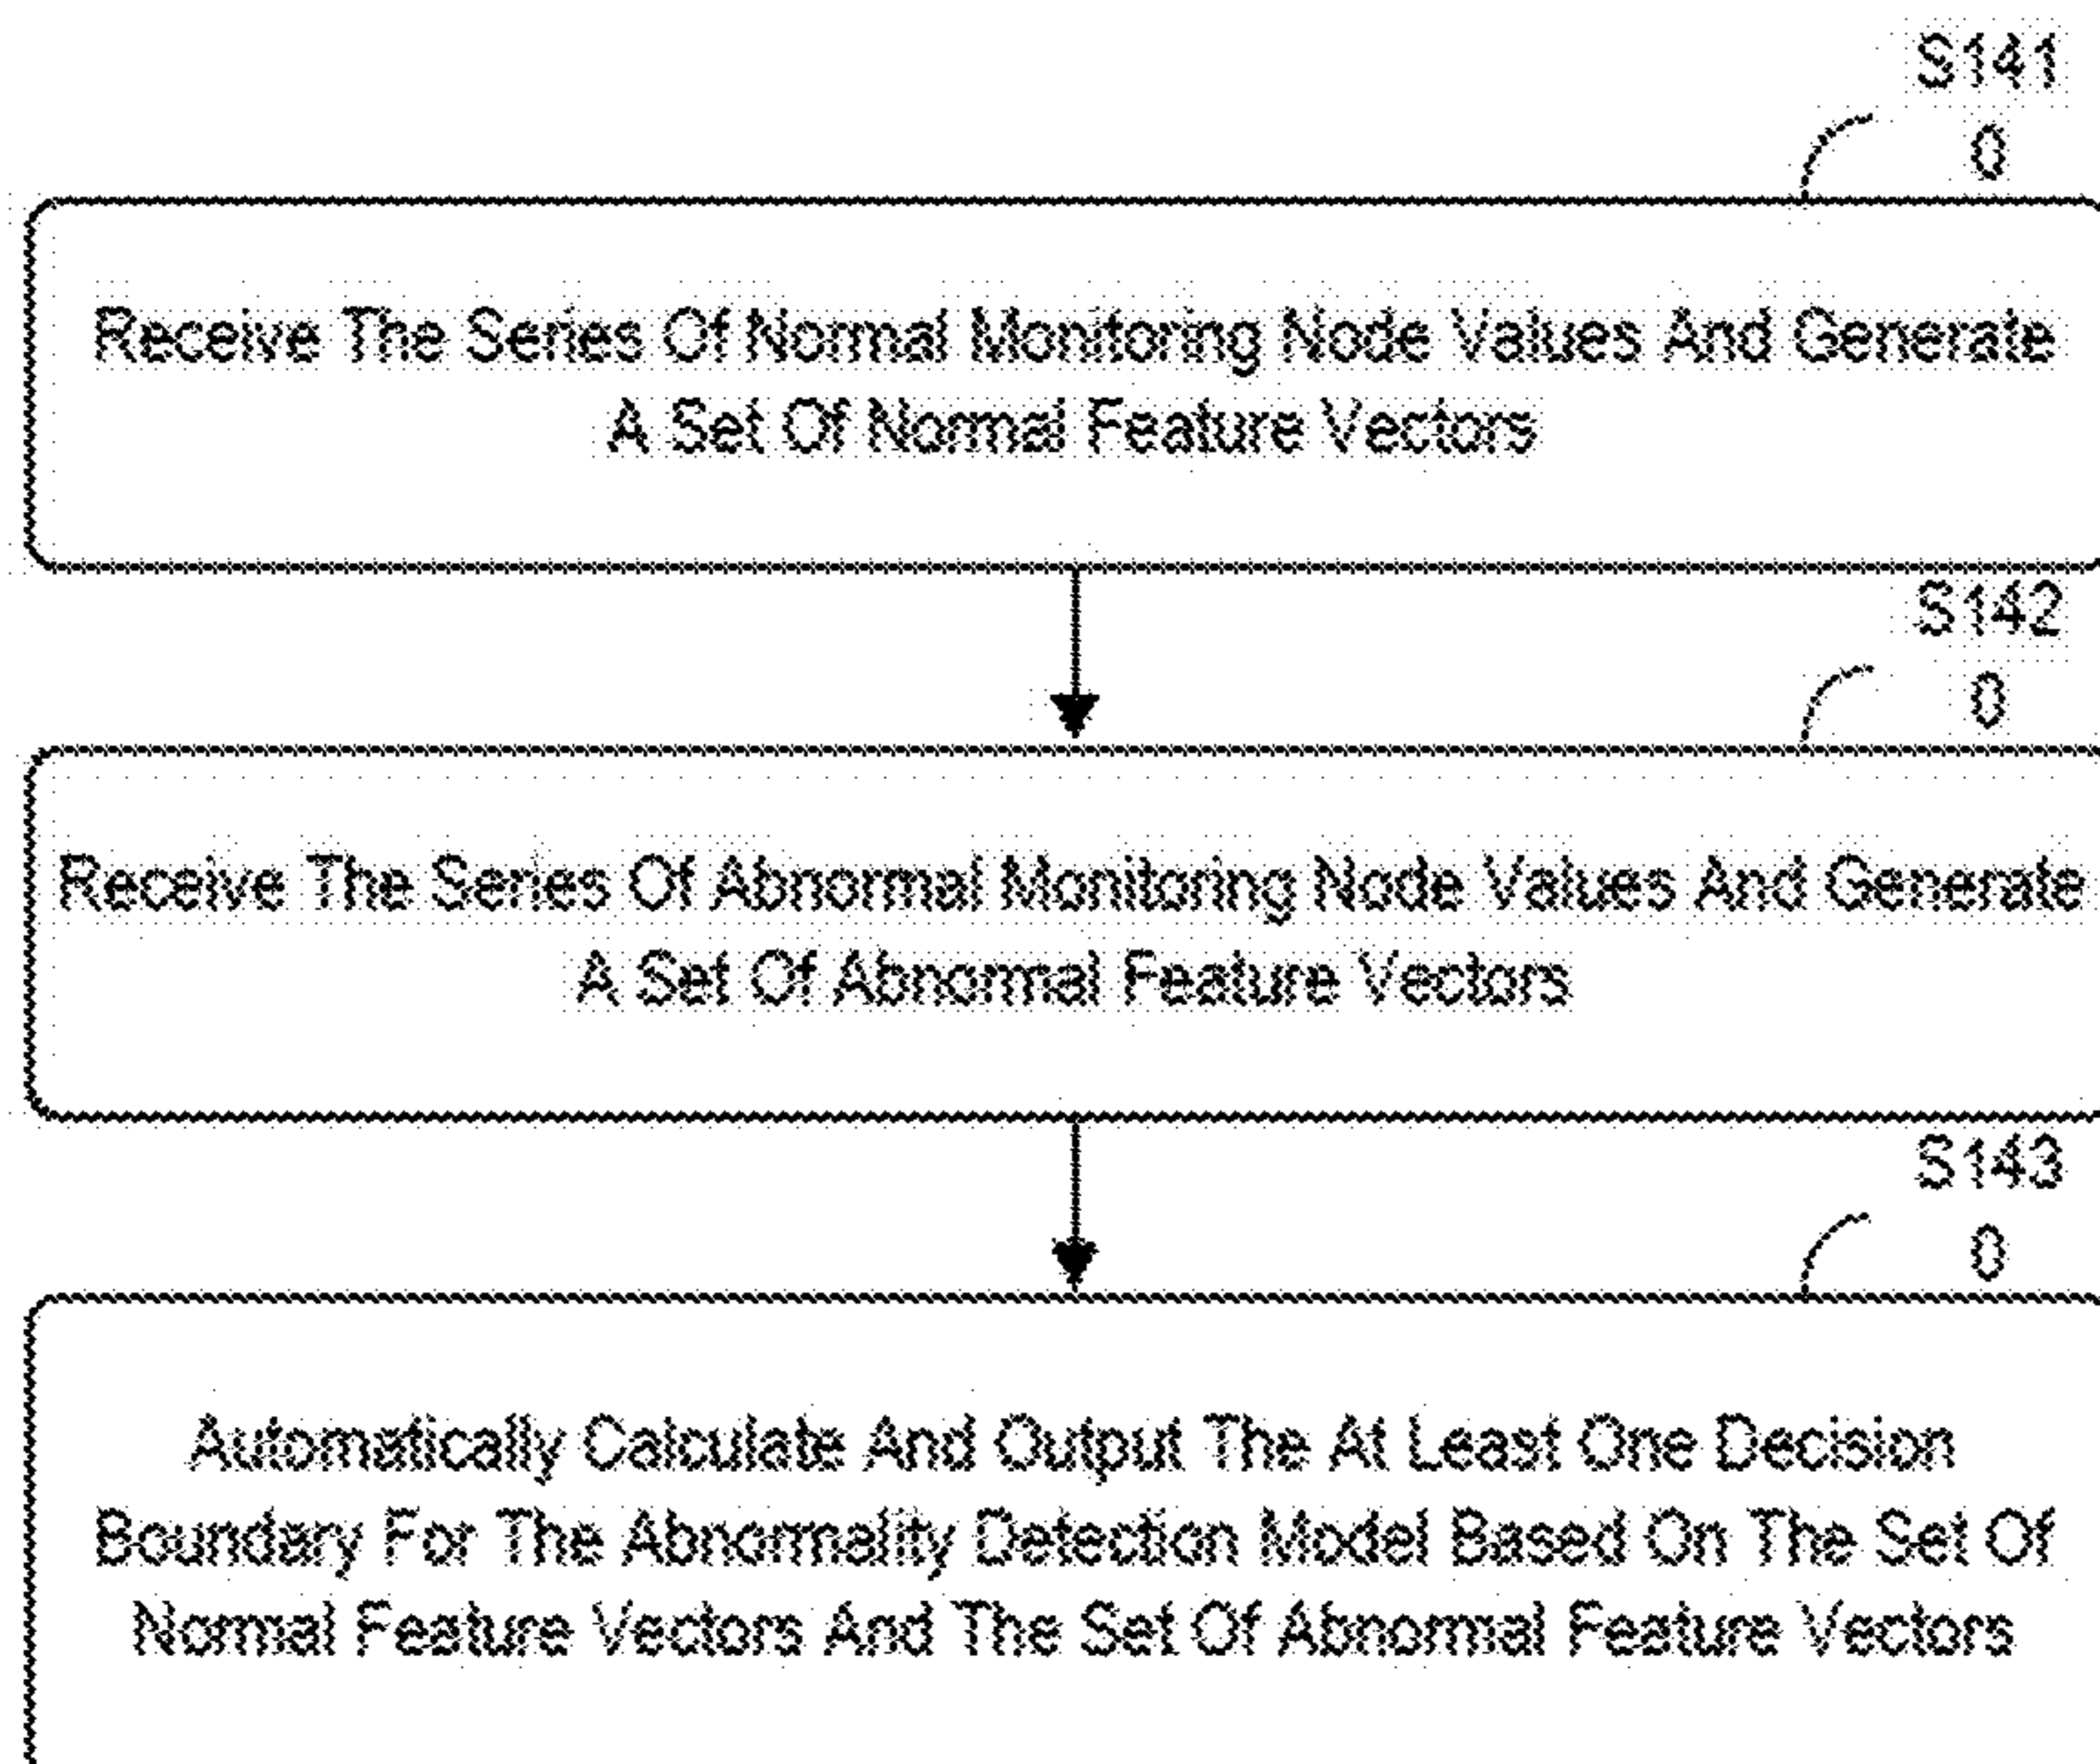 S141
0
Receive The Series Of Normal Monitoring Node Values And Generate
A Set Of Normal Feature Vectors
S142
0
Receive The Series Of Abnormal Monitoring Node Values And Generate
A Set Of Abnormal Feature Vectors
S143
0
Automatically Calculate And Output The At Least One Decision
Boundary For The Abnormality Detection Model Based On The Set Of
Normal Feature Vectors And The Set Of Abnormal Feature Vectors